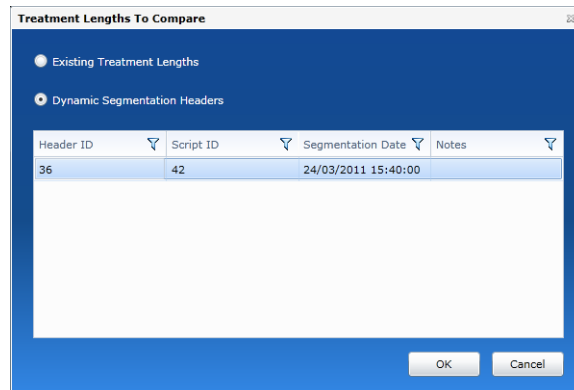 Treatment Lengths To Compare
Existing Treatment Lengths
Dynamic Segmentation Headers
Header ID Script ID Segmentation Date Notes
36 42 24/03/2011 15:40:00
OK Cancel